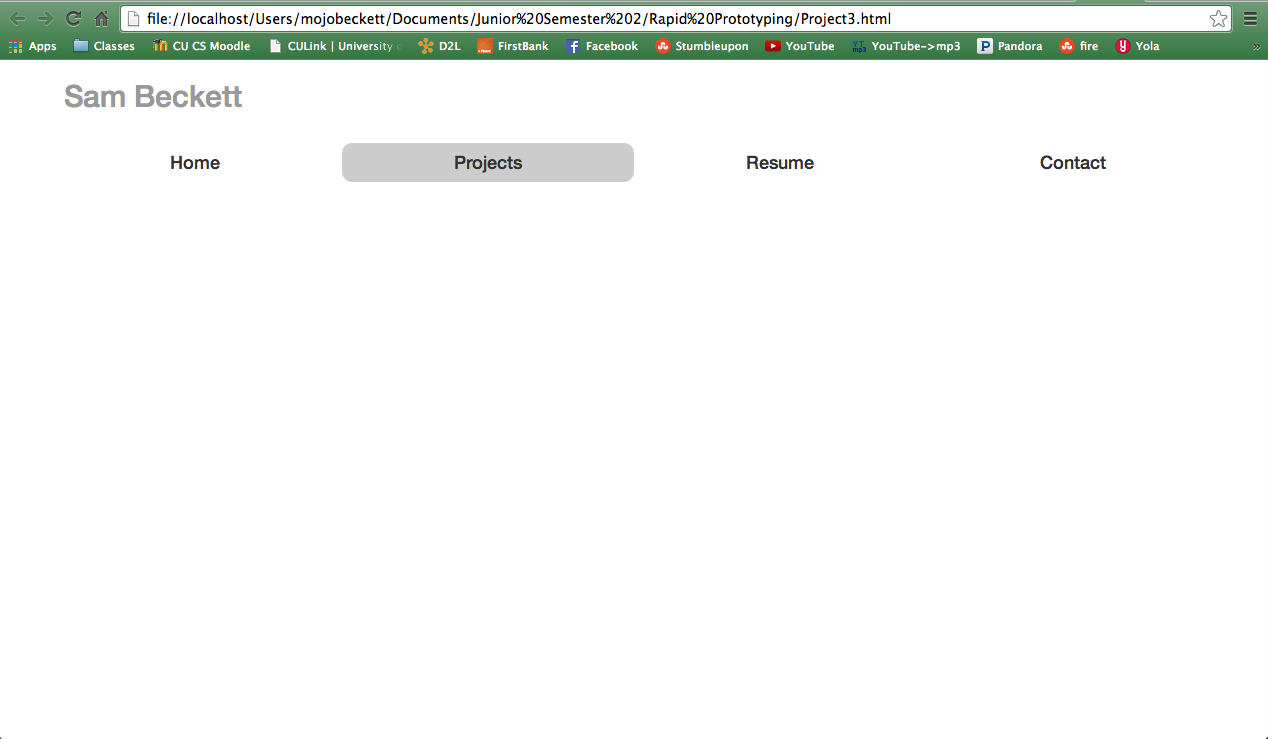 file://localhost/Users/mojobeckett/Documents/Junior%20Semester%202/Rapid%20Prototyping/Project3.html
Apps Classes CU CS Moodle CULink | University D2L FirstBank Facebook Stumbleupon YouTube YouTube->mp3 Pandora fire Yola »
Sam Beckett
Home Projects Resume Contact